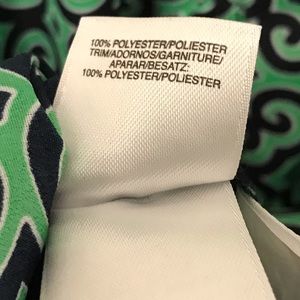 100% POLYESTER/POLIESTER
TRIM/ADORNOS/GARNITURE/
APARAR/BESATZ:
100% POLYESTER/POLIESTER